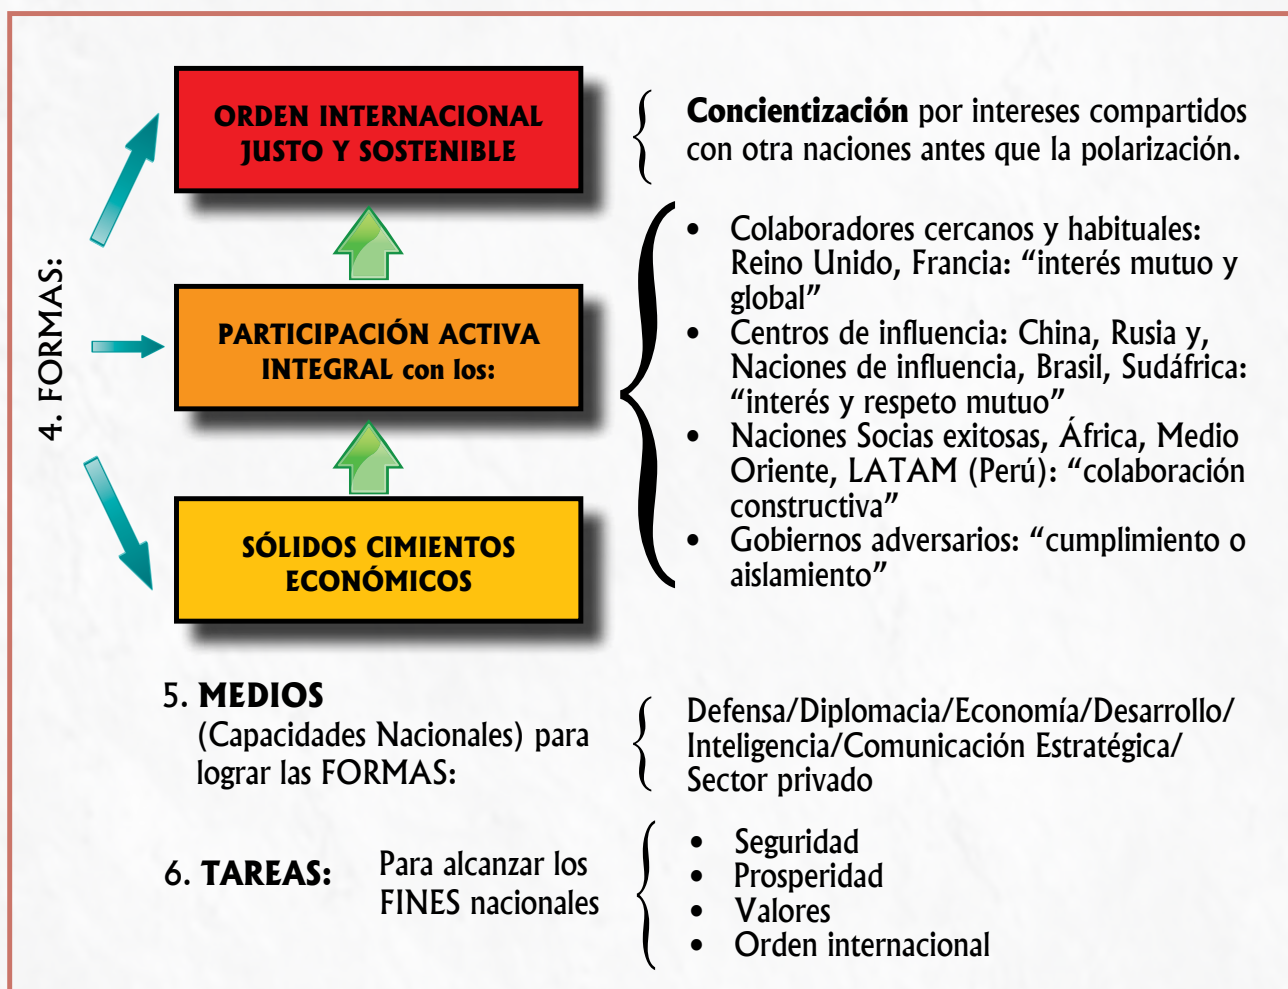 4. FORMAS:
ORDEN INTERNACIONAL
JUSTO Y SOSTENIBLE
Concientización por intereses compartidos
con otra naciones antes que la polarización.
PARTICIPACIÓN ACTIVA
INTEGRAL con los:
• Colaboradores cercanos y habituales:
Reino Unido, Francia: “interés mutuo y
global”
• Centros de influencia: China, Rusia y,
Naciones de influencia, Brasil, Sudáfrica:
“interés y respeto mutuo”
• Naciones Socias exitosas, África, Medio
Oriente, LATAM (Perú): “colaboración
constructiva”
• Gobiernos adversarios: “cumplimiento o
aislamiento”
SÓLIDOS CIMIENTOS
ECONÓMICOS
5. MEDIOS
(Capacidades Nacionales) para
lograr las FORMAS:
Defensa/Diplomacia/Economía/Desarrollo/
Inteligencia/Comunicación Estratégica/
Sector privado
6. TAREAS:
Para alcanzar los
FINES nacionales
• Seguridad
• Prosperidad
• Valores
• Orden internacional